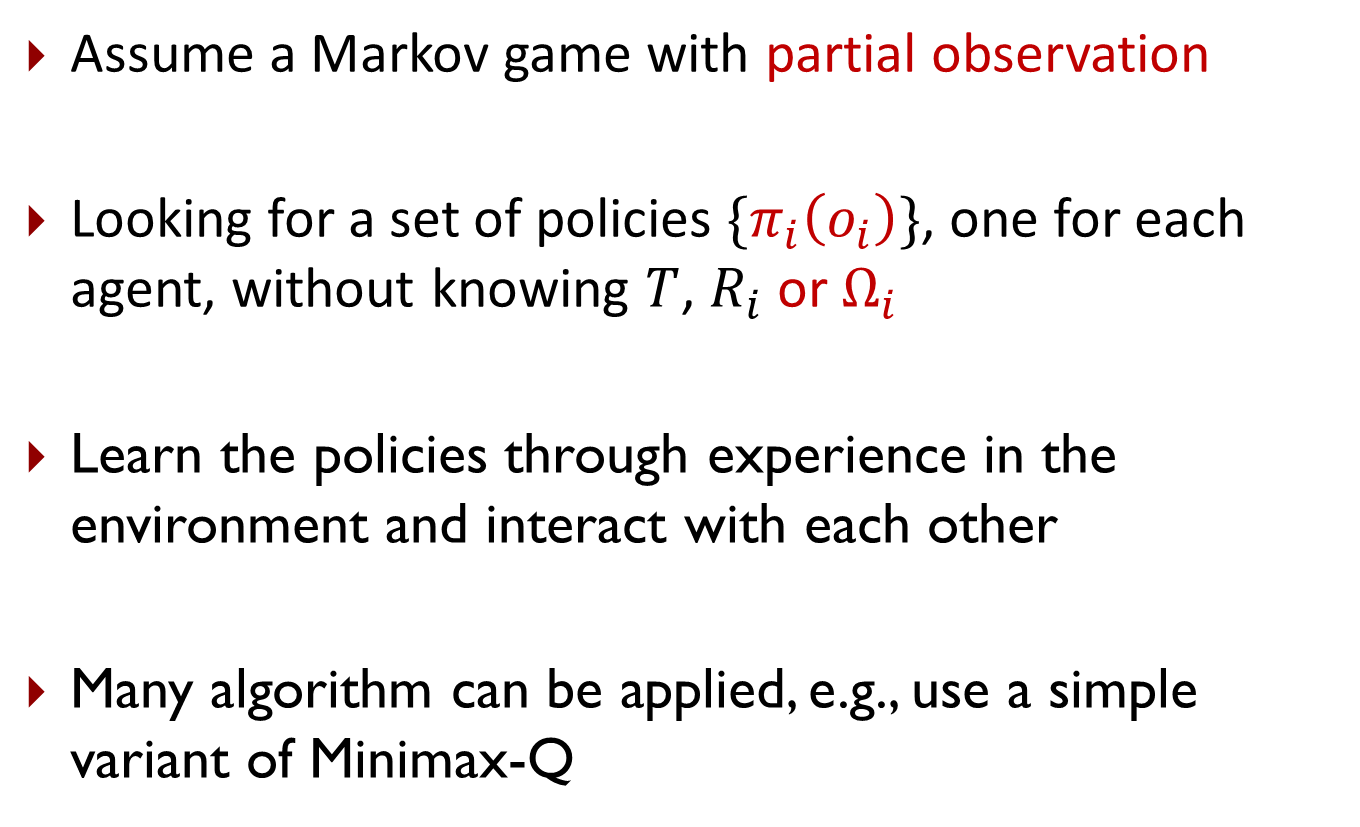 Assume a Markov game with partial observation
Looking for a set of policies {πᵢ(oᵢ)}, one for each
agent, without knowing T, Rᵢ or Ωᵢ
Learn the policies through experience in the
environment and interact with each other
Many algorithm can be applied, e.g., use a simple
variant of Minimax-Q